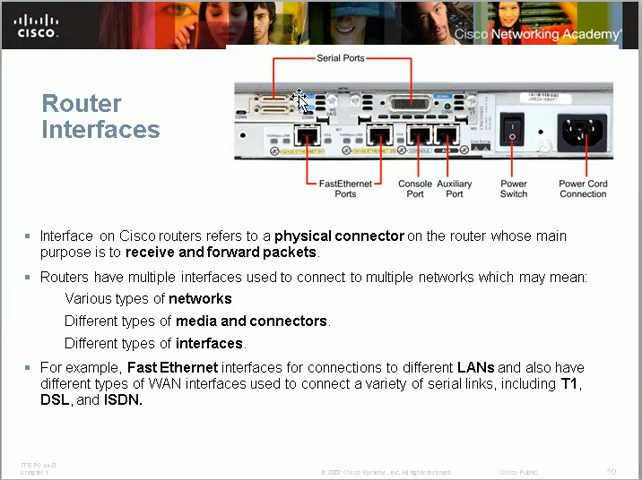 CISCO.
Cisco Networking Academy
Router
Interfaces
Serial Ports
FastEthernet
Ports
Console
Port
Auxiliary
Port
Power
Switch
Power Cord
Connection
Interface on Cisco routers refers to a physical connector on the router whose main
purpose is to receive and forward packets.
Routers have multiple interfaces used to connect to multiple networks which may mean:
Various types of networks
Different types of media and connectors.
Different types of interfaces.
For example, Fast Ethernet interfaces for connections to different LANs and also have
different types of WAN interfaces used to connect a variety of serial links, including T1,
DSL, and ISDN.
Chapter 1
© 2007 Cisco Systems, Inc. All rights reserved.
Cisco Public
10